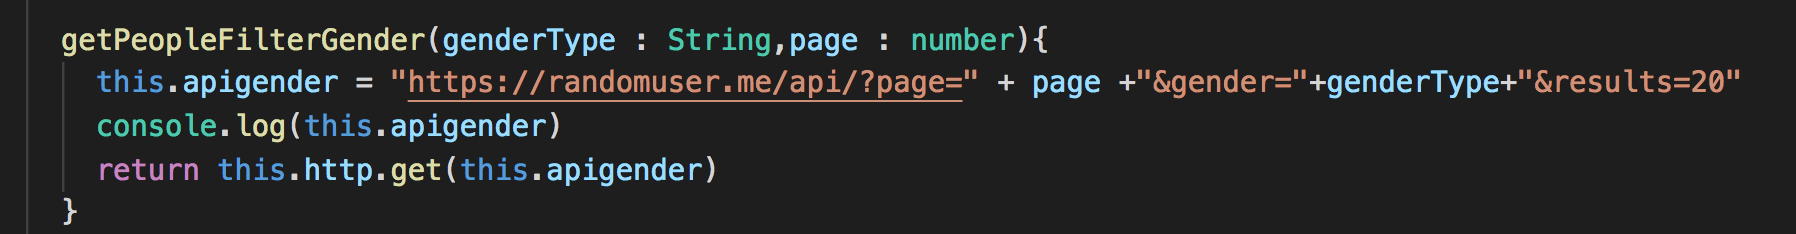 getPeopleFilterGender(genderType : String,page : number){
this.apigender = "https://randomuser.me/api/?page=" + page +"&gender="+genderType+"&results=20"
console.log(this.apigender)
return this.http.get(this.apigender)
}